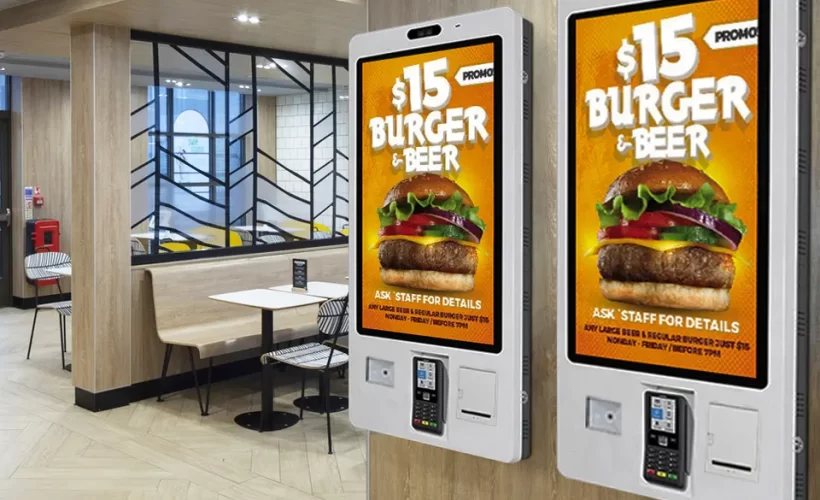 $15
PROMO
BURGER
& BEER
ASK `STAFF FOR DETAILS
ANY LARGE BEER & REGULAR BURGER JUST $15
MONDAY - FRIDAY / BEFORE 7PM
$15
PROMO
BURGER
& BEER
ASK `STAFF FOR DETAILS
ANY LARGE BEER & REGULAR BURGER JUST $15
MONDAY - FRIDAY / BEFORE 7PM